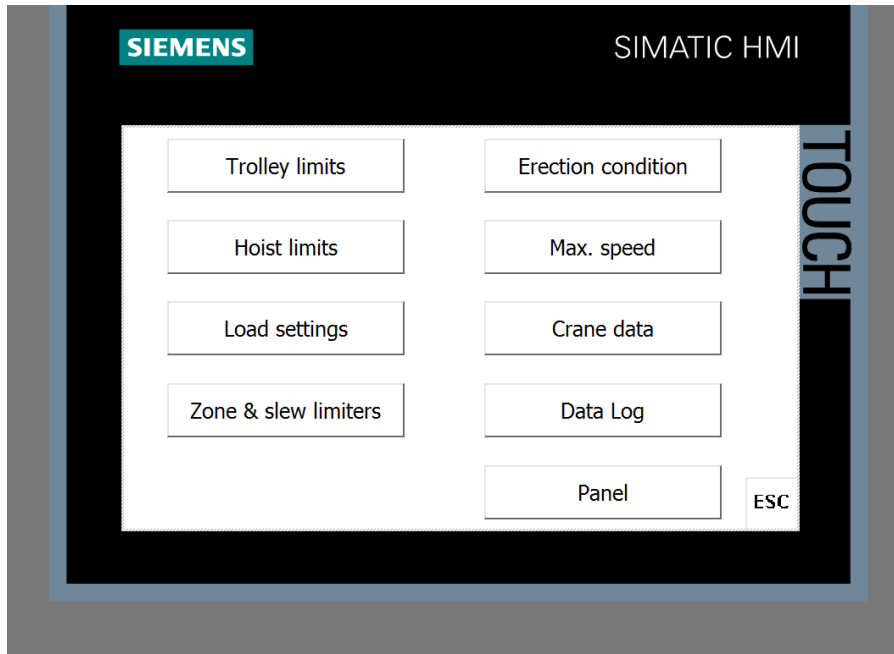 SIEMENS
SIMATIC HMI
TOUCH
Trolley limits
Erection condition
Hoist limits
Max. speed
Load settings
Crane data
Zone & slew limiters
Data Log
Panel
ESC